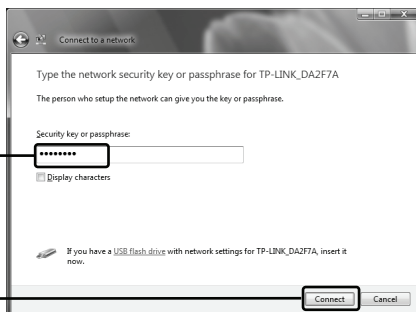 Connect to a network
Type the network security key or passphrase for TP-LINK_DA2F7A
The person who setup the network can give you the key or passphrase.
Security key or passphrase:
••••••••
Display characters
If you have a USB flash drive with network settings for TP-LINK_DA2F7A, insert it
now.
Connect Cancel